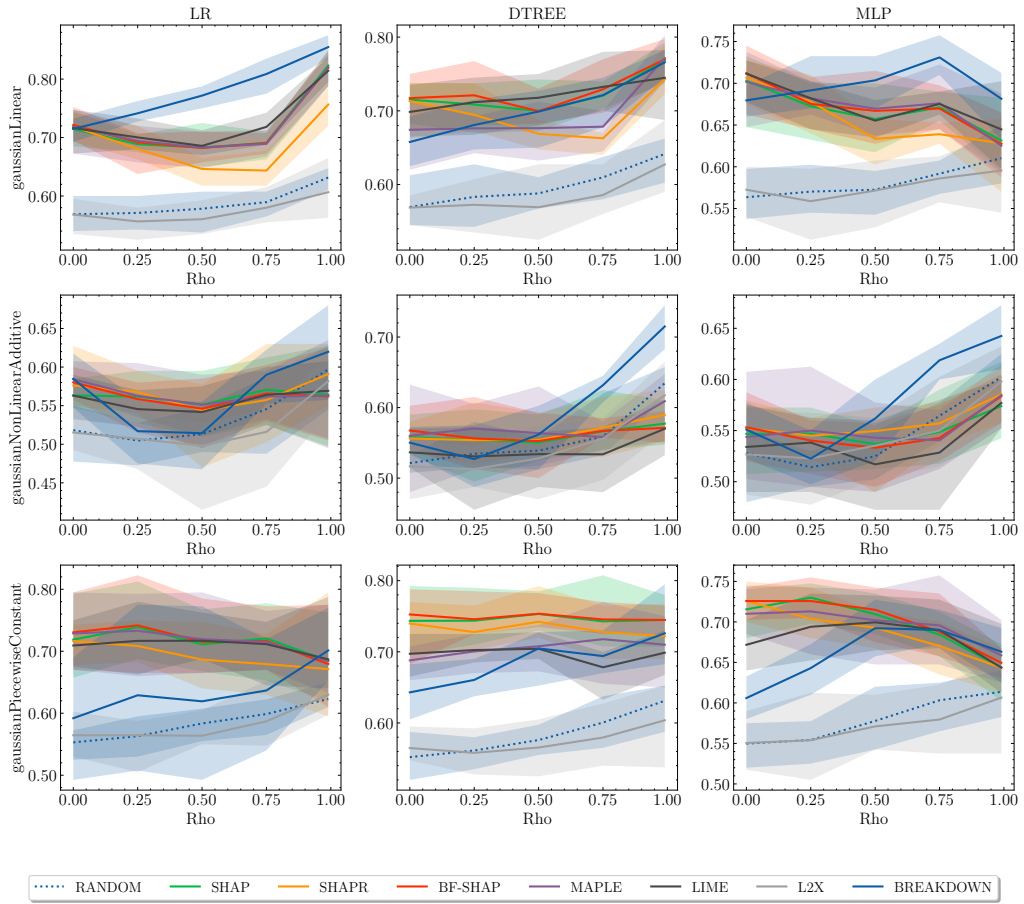 LR DTREE MLP
gaussianLinear
0.80
0.70
0.60
0.00 0.25 0.50 0.75 1.00
Rho
0.80
0.70
0.60
0.00 0.25 0.50 0.75 1.00
Rho
0.75
0.70
0.65
0.60
0.55
0.00 0.25 0.50 0.75 1.00
Rho
gaussianNonLinearAdditive
0.65
0.60
0.55
0.50
0.45
0.00 0.25 0.50 0.75 1.00
Rho
0.70
0.60
0.50
0.00 0.25 0.50 0.75 1.00
Rho
0.65
0.60
0.55
0.50
0.00 0.25 0.50 0.75 1.00
Rho
gaussianPiecewiseConstant
0.80
0.70
0.60
0.50
0.00 0.25 0.50 0.75 1.00
Rho
0.80
0.70
0.60
0.00 0.25 0.50 0.75 1.00
Rho
0.75
0.70
0.65
0.60
0.55
0.50
0.00 0.25 0.50 0.75 1.00
Rho
RANDOM SHAP SHAPR BF-SHAP MAPLE LIME L2X BREAKDOWN